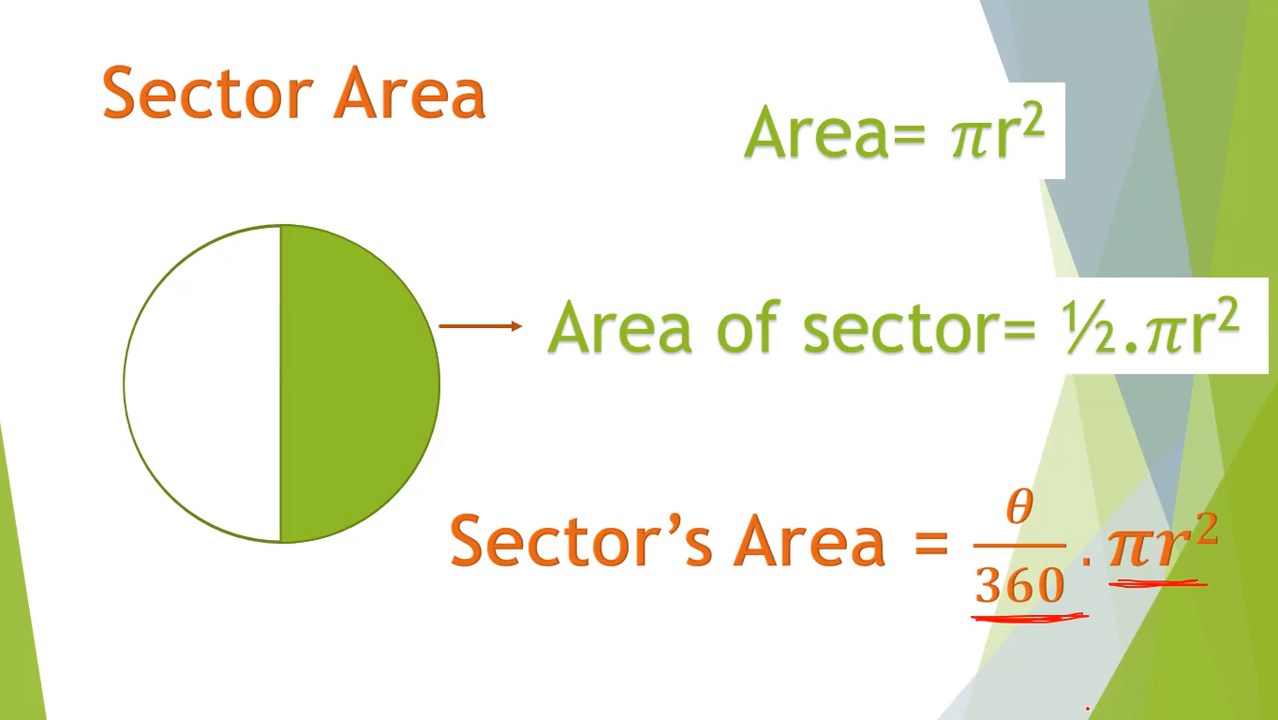 Sector Area
Area= 𝜋r²
Area of sector= ½.𝜋r²
Sector’s Area = θ/360 . πr²